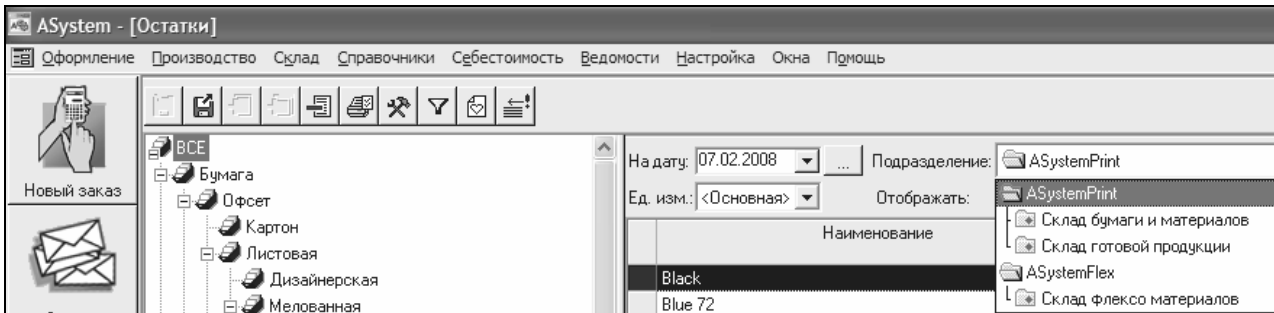 ASystem - [Остатки]
Оформление Производство Склад Справочники Себестоимость Ведомости Настройка Окна Помощь
Новый заказ
ВСЕ
Бумага
Офсет
Картон
Листовая
Дизайнерская
Мелованная
На дату: 07.02.2008 ... Подразделение: ASystemPrint
Ед. изм.: <Основная> Отображать:
Наименование
Black
Blue 72
ASystemPrint
Склад бумаги и материалов
Склад готовой продукции
ASystemFlex
Склад флексо материалов